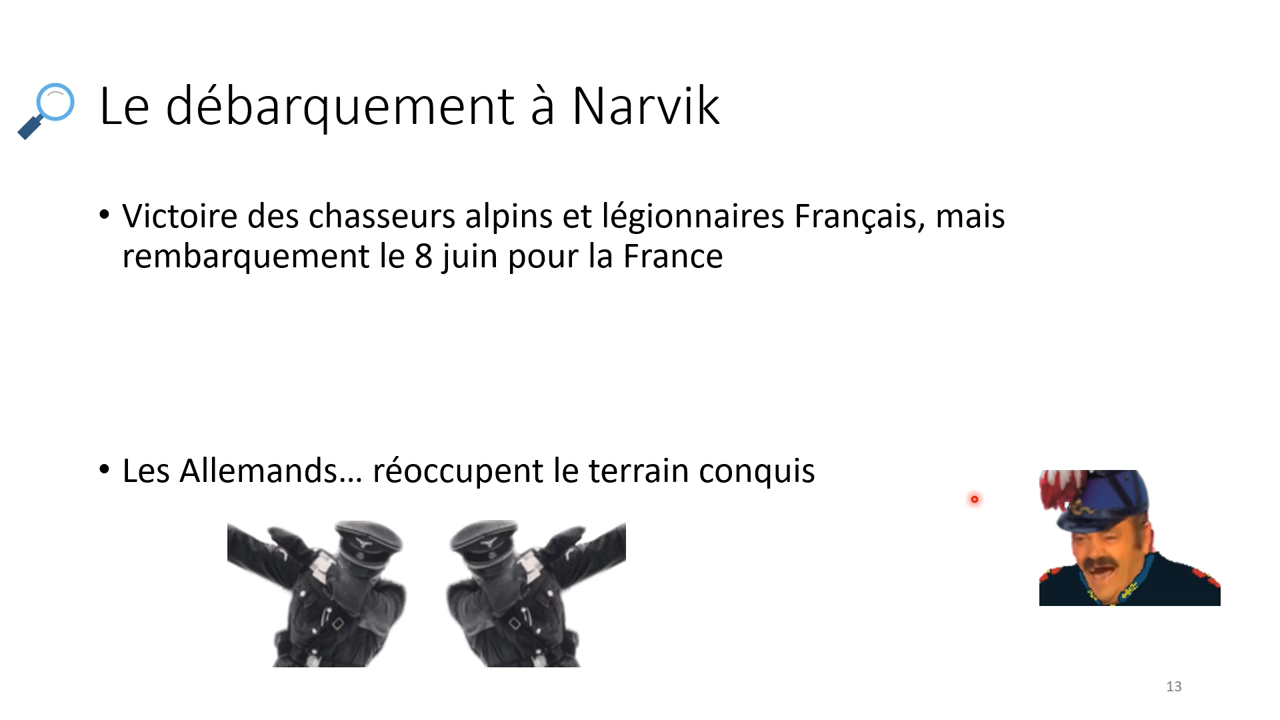 Le débarquement à Narvik
• Victoire des chasseurs alpins et légionnaires Français, mais
rembarquement le 8 juin pour la France
• Les Allemands… réoccupent le terrain conquis
13